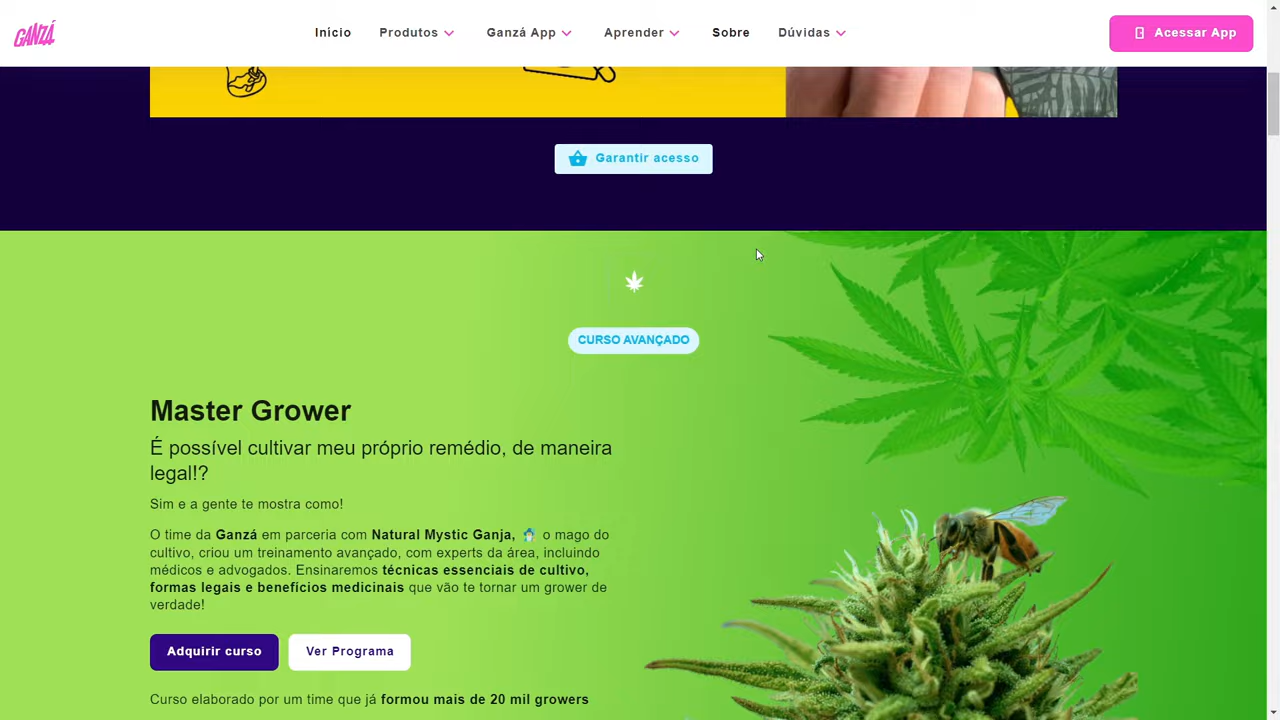 GANZÁ
Início
Produtos
Ganzá App
Aprender
Sobre
Dúvidas
Acessar App
Garantir acesso
CURSO AVANÇADO
Master Grower
É possível cultivar meu próprio remédio, de maneira
legal!?
Sim e a gente te mostra como!
O time da Ganzá em parceria com Natural Mystic Ganja, o mago do
cultivo, criou um treinamento avançado, com experts da área, incluindo
médicos e advogados. Ensinaremos técnicas essenciais de cultivo,
formas legais e benefícios medicinais que vão te tornar um grower de
verdade!
Adquirir curso
Ver Programa
Curso elaborado por um time que já formou mais de 20 mil growers